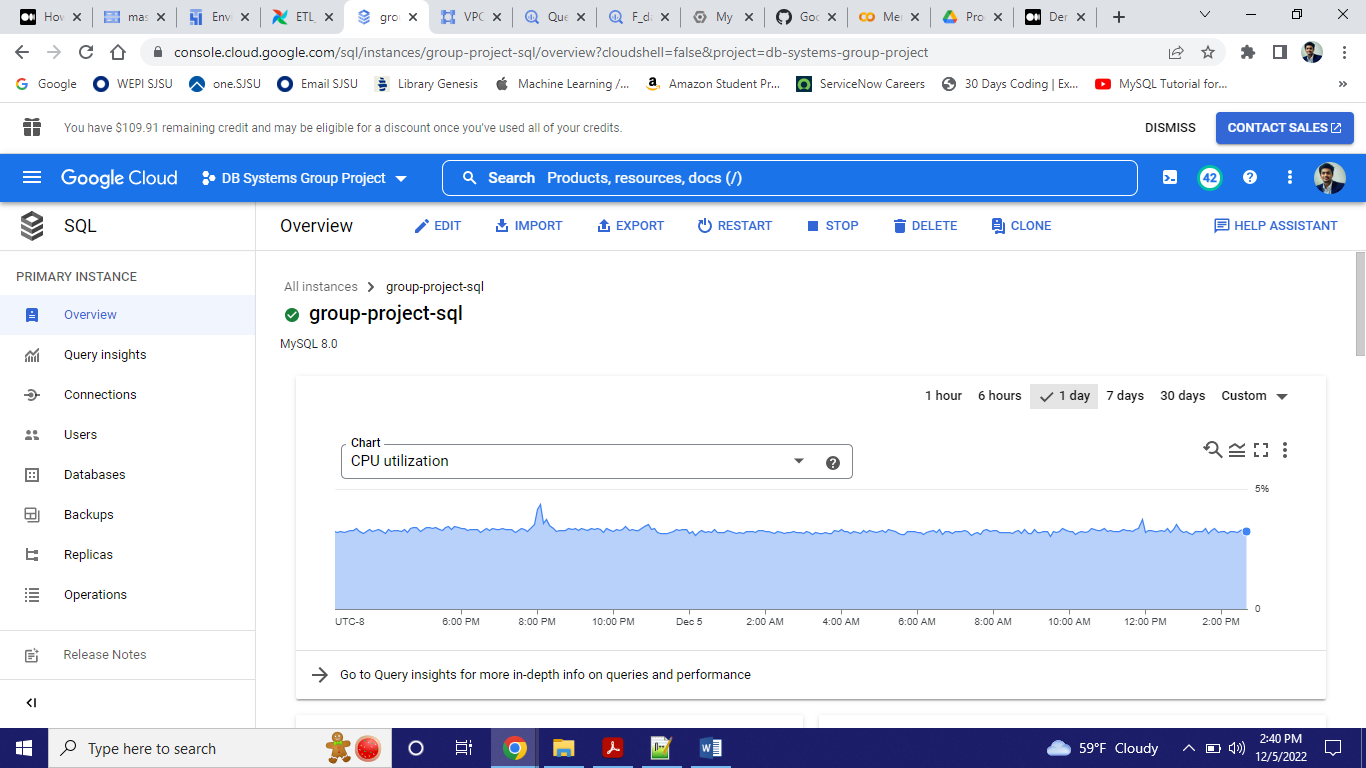 How
mas
Env
ETL_
gro
VPC
Que
F_da
My
Goo
Mer
Pro
Der
console.cloud.google.com/sql/instances/group-project-sql/overview?cloudshell=false&project=db-systems-group-project
Google
WEPI SJSU
one.SJSU
Email SJSU
Library Genesis
Machine Learning /...
Amazon Student Pr...
ServiceNow Careers
30 Days Coding | Ex...
MySQL Tutorial for...
You have $109.91 remaining credit and may be eligible for a discount once you've used all of your credits.
DISMISS
CONTACT SALES
Google Cloud
DB Systems Group Project
Search Products, resources, docs (/)
42
SQL
Overview
EDIT
IMPORT
EXPORT
RESTART
STOP
DELETE
CLONE
HELP ASSISTANT
PRIMARY INSTANCE
Overview
Query insights
Connections
Users
Databases
Backups
Replicas
Operations
Release Notes
All instances
group-project-sql
group-project-sql
MySQL 8.0
1 hour
6 hours
1 day
7 days
30 days
Custom
Chart
CPU utilization
5%
0
UTC-8
6:00 PM
8:00 PM
10:00 PM
Dec 5
2:00 AM
4:00 AM
6:00 AM
8:00 AM
10:00 AM
12:00 PM
2:00 PM
Go to Query insights for more in-depth info on queries and performance
Type here to search
59°F Cloudy
2:40 PM
12/5/2022